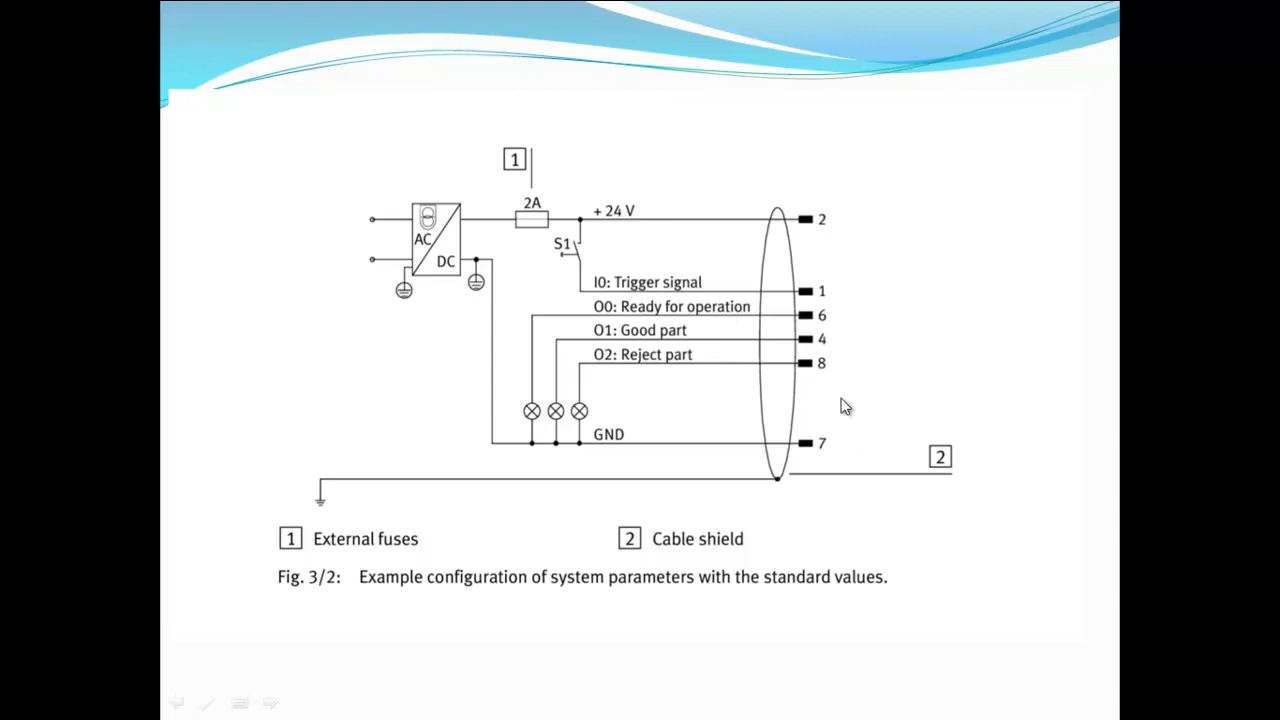 1
2A
+ 24 V
2
AC
S1
DC
I0: Trigger signal
1
O0: Ready for operation
6
O1: Good part
4
O2: Reject part
8
GND
7
2
1 External fuses
2 Cable shield
Fig. 3/2: Example configuration of system parameters with the standard values.